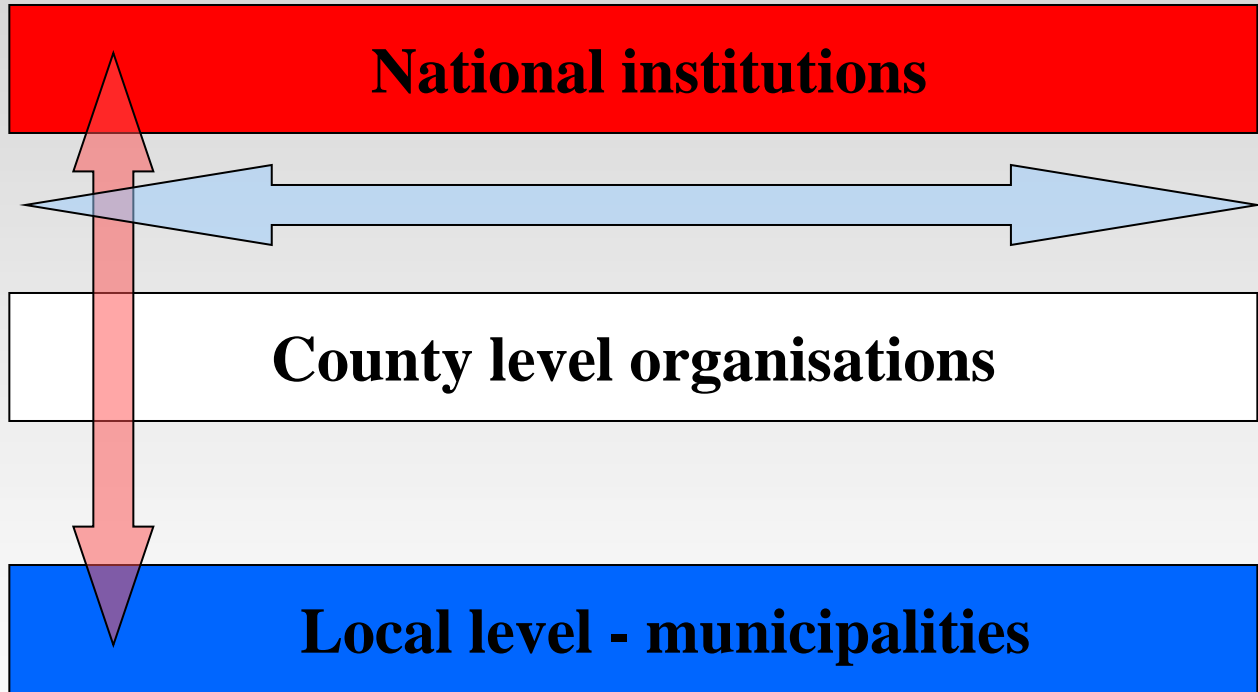 National institutions
County level organisations
Local level - municipalities